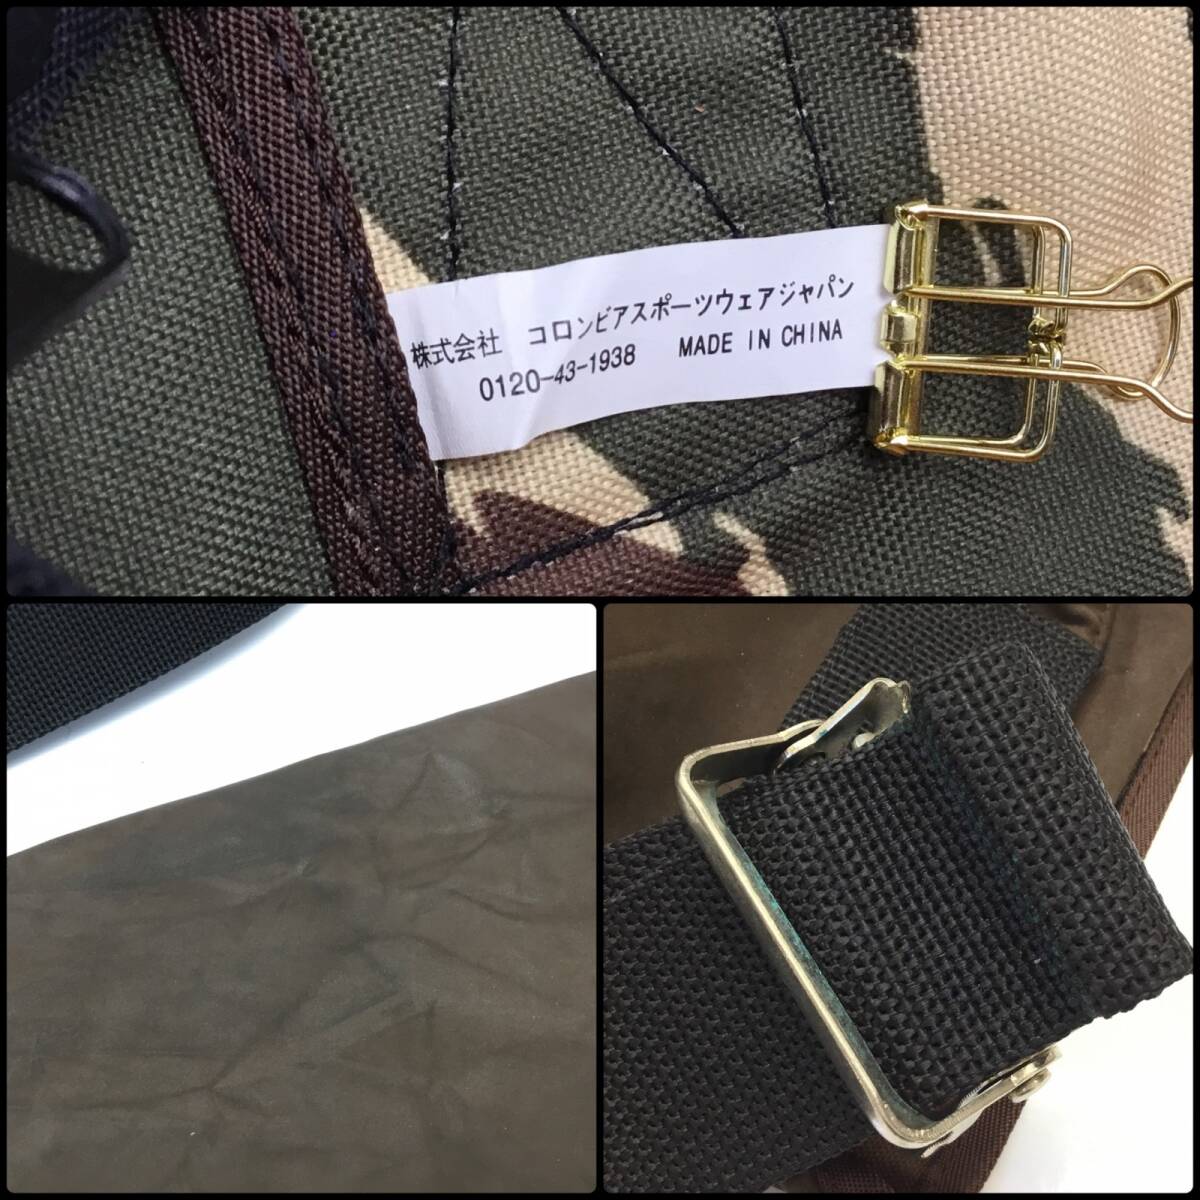 株式会社 コロンビアスポーツウェアジャパン
0120-43-1938 MADE IN CHINA